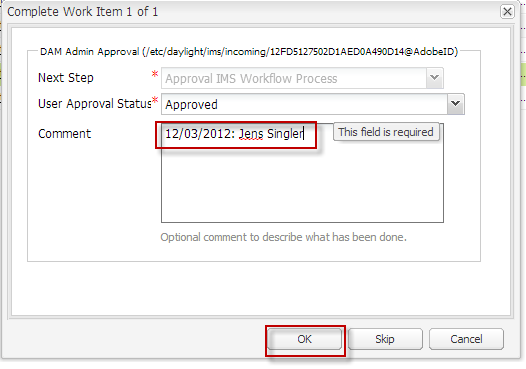 Complete Work Item 1 of 1
DAM Admin Approval (/etc/daylight/ims/incoming/12FD5127502D1AED0A490D14@AdobeID)
Next Step * Approval IMS Workflow Process
User Approval Status * Approved
Comment 12/03/2012: Jens Singler This field is required
Optional comment to describe what has been done.
OK Skip Cancel